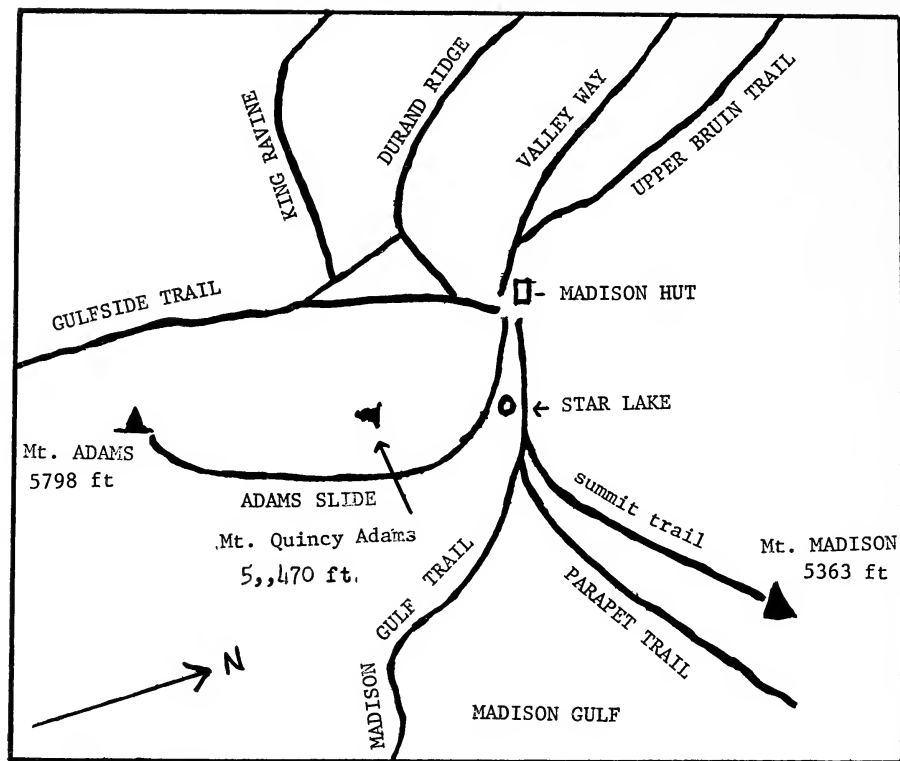 KING RAVINE
DURAND RIDGE
VALLEY WAY
UPPER BRUIN TRAIL
GULFSIDE TRAIL
MADISON HUT
STAR LAKE
Mt. ADAMS
5798 ft
ADAMS SLIDE
Mt. Quincy Adams
5,,470 ft.
summit trail
Mt. MADISON
5363 ft
GULF TRAIL
MADISON
PARAPET TRAIL
N
MADISON GULF